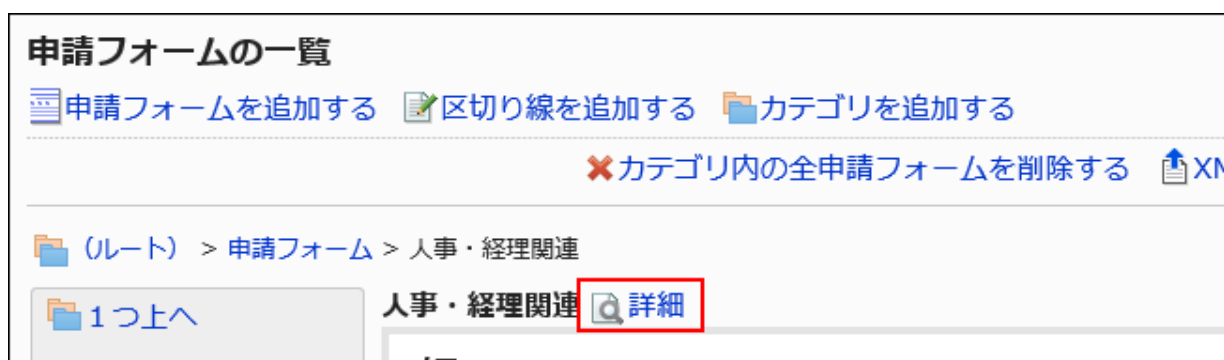 申請フォームの一覧
申請フォームを追加する 区切り線を追加する カテゴリを追加する
カテゴリ内の全申請フォームを削除する
(ルート) > 申請フォーム > 人事・経理関連
1つ上へ
人事・経理関連 詳細